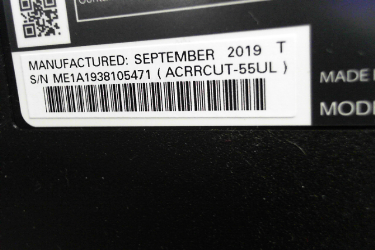 MANUFACTURED: SEPTEMBER 2019 T
S/N ME1A1938105471 (ACRRCUT-55UL)
MADE
MODE